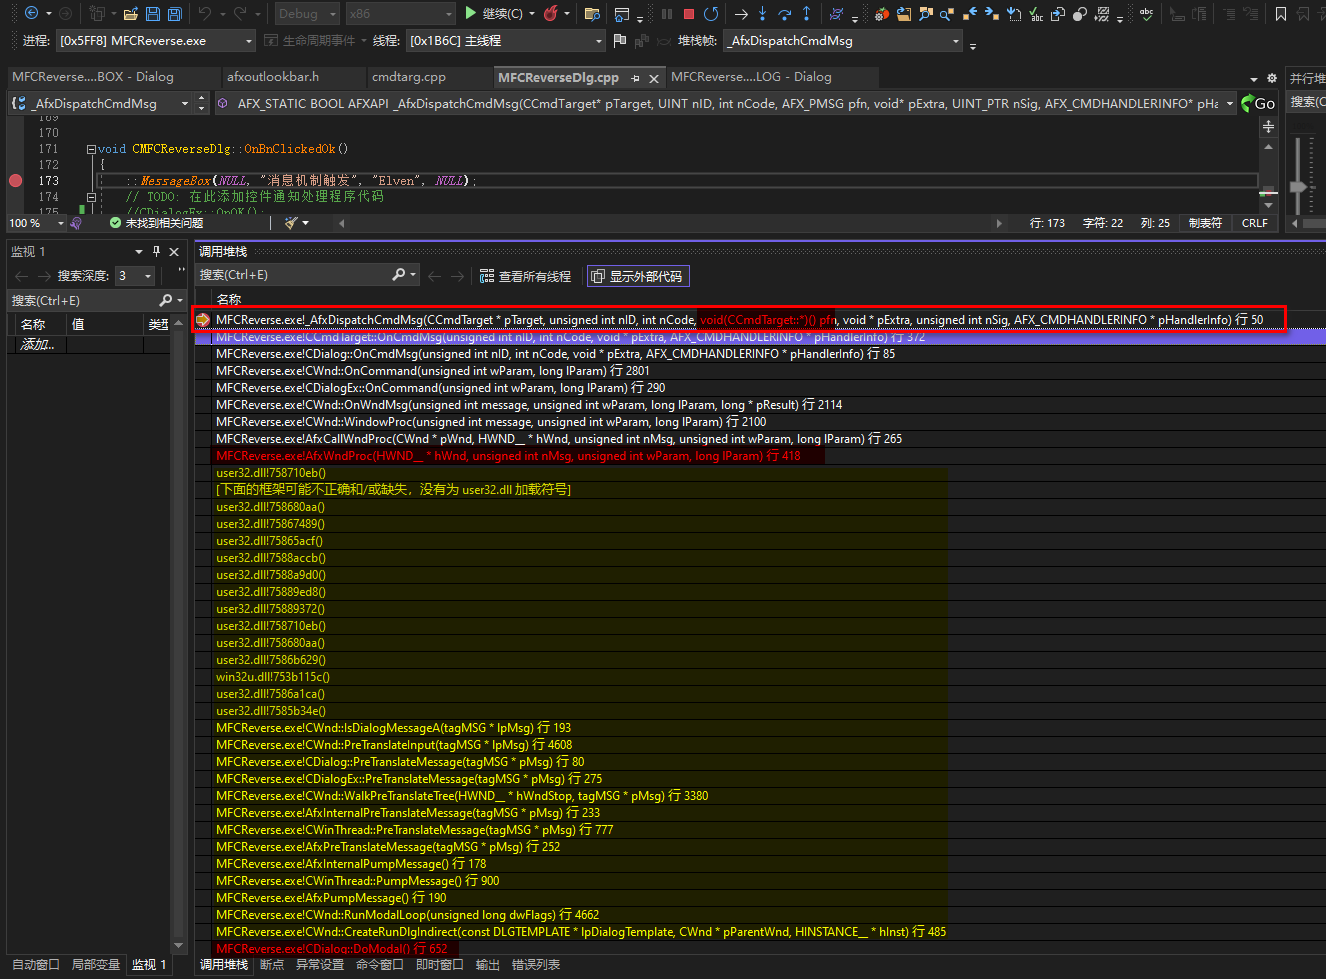 Debug x86 继续(C)
进程: [0x5FF8] MFCReverse.exe 生命周期事件 线程: [0x1B6C] 主线程 堆栈帧: _AfxDispatchCmdMsg
MFCReverse....BOX - Dialog afxoutlookbar.h cmdtarg.cpp MFCReverseDlg.cpp MFCReverse....LOG - Dialog 并行堆
_AfxDispatchCmdMsg AFX_STATIC BOOL AFXAPI _AfxDispatchCmdMsg(CCmdTarget* pTarget, UINT nID, int nCode, AFX_PMSG pfn, void* pExtra, UINT_PTR nSig, AFX_CMDHANDLERINFO* pHa Go 搜索(C
169
170
171 void CMFCReverseDlg::OnBnClickedOk()
172 {
173 ::MessageBox(NULL, "消息机制触发", "Elven", NULL);
174 // TODO: 在此添加控件通知处理程序代码
175 //CDialogEx::OnOK();
100 % 未找到相关问题 行: 173 字符: 22 列: 25 制表符 CRLF
监视 1
搜索深度: 3
搜索(Ctrl+E)
名称 值 类型
添加..
调用堆栈
搜索(Ctrl+E) 查看所有线程 显示外部代码
名称
MFCReverse.exe!_AfxDispatchCmdMsg(CCmdTarget * pTarget, unsigned int nID, int nCode, void(CCmdTarget::*)() pfn, void * pExtra, unsigned int nSig, AFX_CMDHANDLERINFO * pHandlerInfo) 行 50
MFCReverse.exe!CCmdTarget::OnCmdMsg(unsigned int nID, int nCode, void * pExtra, AFX_CMDHANDLERINFO * pHandlerInfo) 行 372
MFCReverse.exe!CDialog::OnCmdMsg(unsigned int nID, int nCode, void * pExtra, AFX_CMDHANDLERINFO * pHandlerInfo) 行 85
MFCReverse.exe!CWnd::OnCommand(unsigned int wParam, long lParam) 行 2801
MFCReverse.exe!CDialogEx::OnCommand(unsigned int wParam, long lParam) 行 290
MFCReverse.exe!CWnd::OnWndMsg(unsigned int message, unsigned int wParam, long lParam, long * pResult) 行 2114
MFCReverse.exe!CWnd::WindowProc(unsigned int message, unsigned int wParam, long lParam) 行 2100
MFCReverse.exe!AfxCallWndProc(CWnd * pWnd, HWND__ * hWnd, unsigned int nMsg, unsigned int wParam, long lParam) 行 265
MFCReverse.exe!AfxWndProc(HWND__ * hWnd, unsigned int nMsg, unsigned int wParam, long lParam) 行 418
user32.dll!758710eb()
[下面的框架可能不正确和/或缺失，没有为 user32.dll 加载符号]
user32.dll!758680aa()
user32.dll!75867489()
user32.dll!75865acf()
user32.dll!7588accb()
user32.dll!7588a9d0()
user32.dll!75889ed8()
user32.dll!75889372()
user32.dll!758710eb()
user32.dll!758680aa()
user32.dll!7586b629()
win32u.dll!753b115c()
user32.dll!7586a1ca()
user32.dll!7585b34e()
MFCReverse.exe!CWnd::IsDialogMessageA(tagMSG * lpMsg) 行 193
MFCReverse.exe!CWnd::PreTranslateInput(tagMSG * lpMsg) 行 4608
MFCReverse.exe!CDialog::PreTranslateMessage(tagMSG * pMsg) 行 80
MFCReverse.exe!CDialogEx::PreTranslateMessage(tagMSG * pMsg) 行 275
MFCReverse.exe!CWnd::WalkPreTranslateTree(HWND__ * hWndStop, tagMSG * pMsg) 行 3380
MFCReverse.exe!AfxInternalPreTranslateMessage(tagMSG * pMsg) 行 233
MFCReverse.exe!CWinThread::PreTranslateMessage(tagMSG * pMsg) 行 777
MFCReverse.exe!AfxPreTranslateMessage(tagMSG * pMsg) 行 252
MFCReverse.exe!AfxInternalPumpMessage() 行 178
MFCReverse.exe!CWinThread::PumpMessage() 行 900
MFCReverse.exe!AfxPumpMessage() 行 190
MFCReverse.exe!CWnd::RunModalLoop(unsigned long dwFlags) 行 4662
MFCReverse.exe!CWnd::CreateRunDlgIndirect(const DLGTEMPLATE * lpDialogTemplate, CWnd * pParentWnd, HINSTANCE__ * hInst) 行 485
MFCReverse.exe!CDialog::DoModal() 行 652
自动窗口 局部变量 监视 1 调用堆栈 断点 异常设置 命令窗口 即时窗口 输出 错误列表